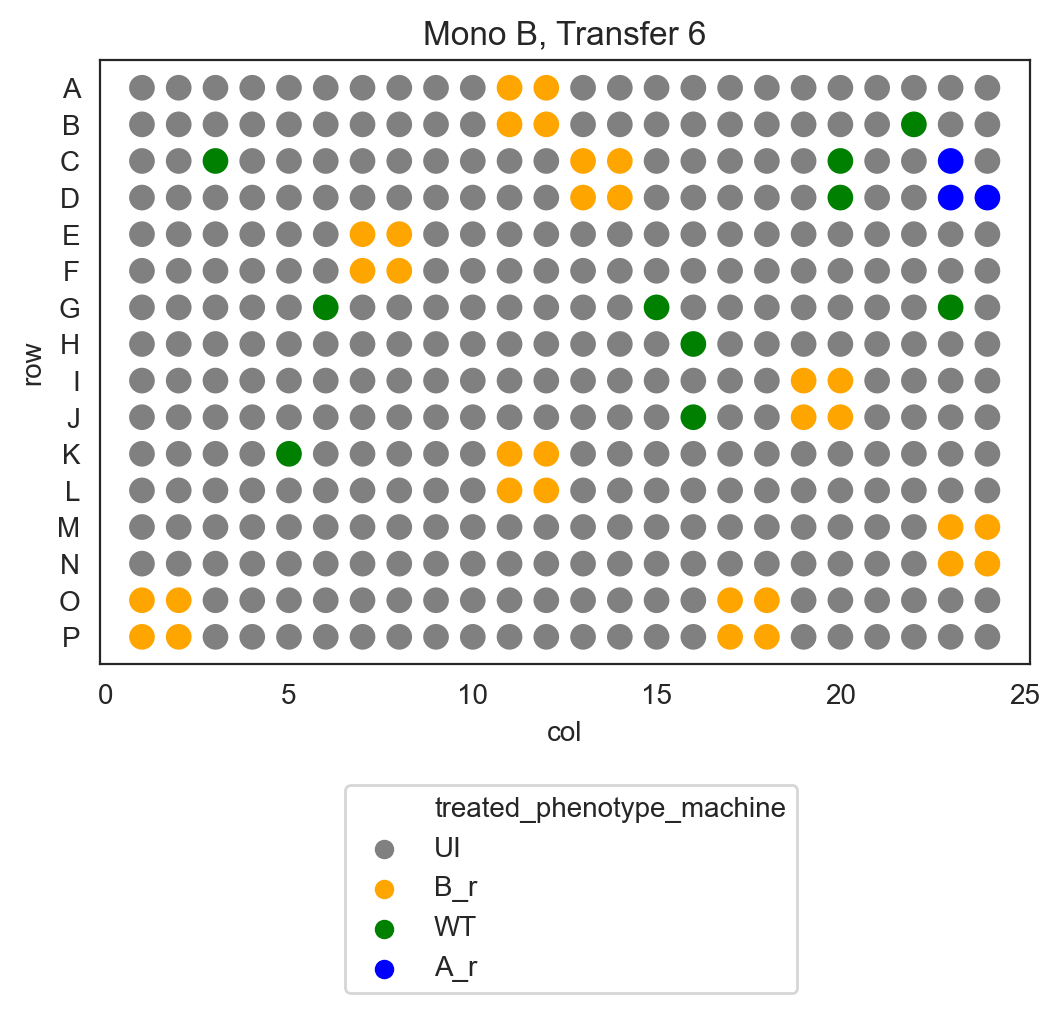 Mono B, Transfer 6
A
B
C
D
E
F
G
H
I
J
K
L
M
N
O
P
row
0 5 10 15 20 25
col
treated_phenotype_machine
UI
B_r
WT
A_r